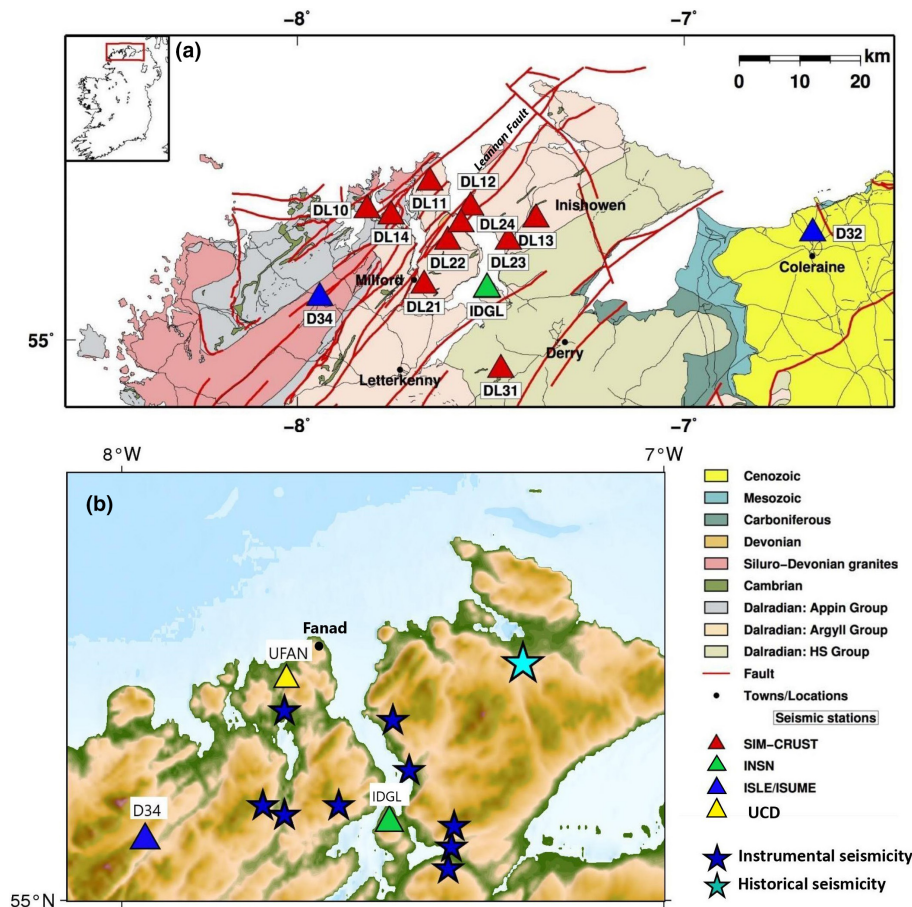 -8°
-7°
(a)
km
0 10 20
Leannan Fault
DL12
DL10
DL11
Inishowen
DL24
D32
DL14
DL13
DL22
DL23
Coleraine
Milford
D34
DL21
IDGL
55°
Derry
Letterkenny
DL31
-8°
-7°
8°W
7°W
(b)
Fanad
UFAN
D34
IDGL
55°N
Cenozoic
Mesozoic
Carboniferous
Devonian
Siluro-Devonian granites
Cambrian
Dalradian: Appin Group
Dalradian: Argyll Group
Dalradian: HS Group
Fault
Towns/Locations
Seismic stations
SIM-CRUST
INSN
ISLE/ISUME
UCD
Instrumental seismicity
Historical seismicity